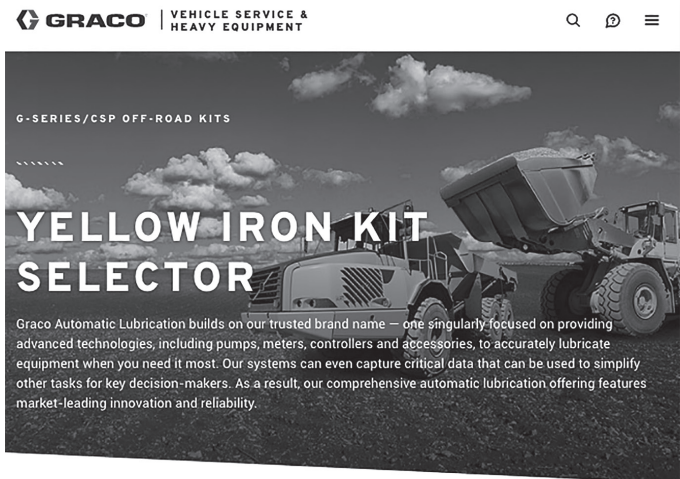 GRACO
VEHICLE SERVICE &
HEAVY EQUIPMENT
G-SERIES/CSP OFF-ROAD KITS
YELLOW IRON KIT
SELECTOR
Graco Automatic Lubrication builds on our trusted brand name — one singularly focused on providing
advanced technologies, including pumps, meters, controllers and accessories, to accurately lubricate
equipment when you need it most. Our systems can even capture critical data that can be used to simplify
other tasks for key decision-makers. As a result, our comprehensive automatic lubrication offering features
market-leading innovation and reliability.